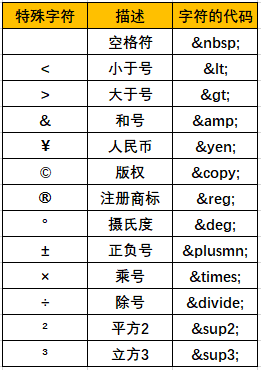 特殊字符 描述 字符的代码
空格符 &nbsp;
< 小于号 &lt;
> 大于号 &gt;
& 和号 &amp;
¥ 人民币 &yen;
© 版权 &copy;
® 注册商标 &reg;
° 摄氏度 &deg;
± 正负号 &plusmn;
× 乘号 &times;
÷ 除号 &divide;
² 平方2 &sup2;
³ 立方3 &sup3;